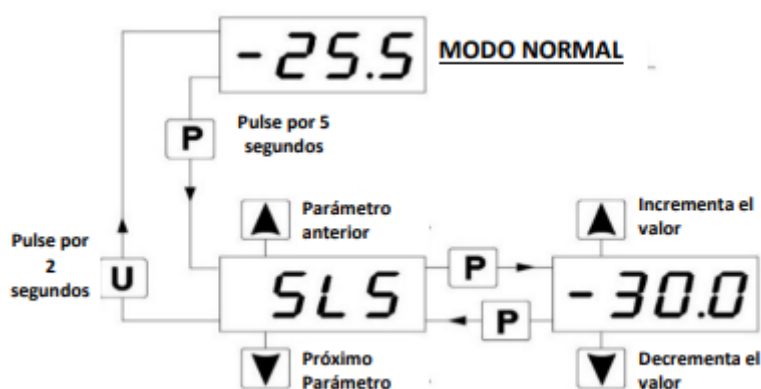 -25.5
MODO NORMAL
P
Pulse por 5
segundos
Parámetro
anterior
Incrementa el
valor
Pulse por
2
segundos
U
SLS
P
P
-30.0
Próximo
Parámetro
Decrementa el
valor